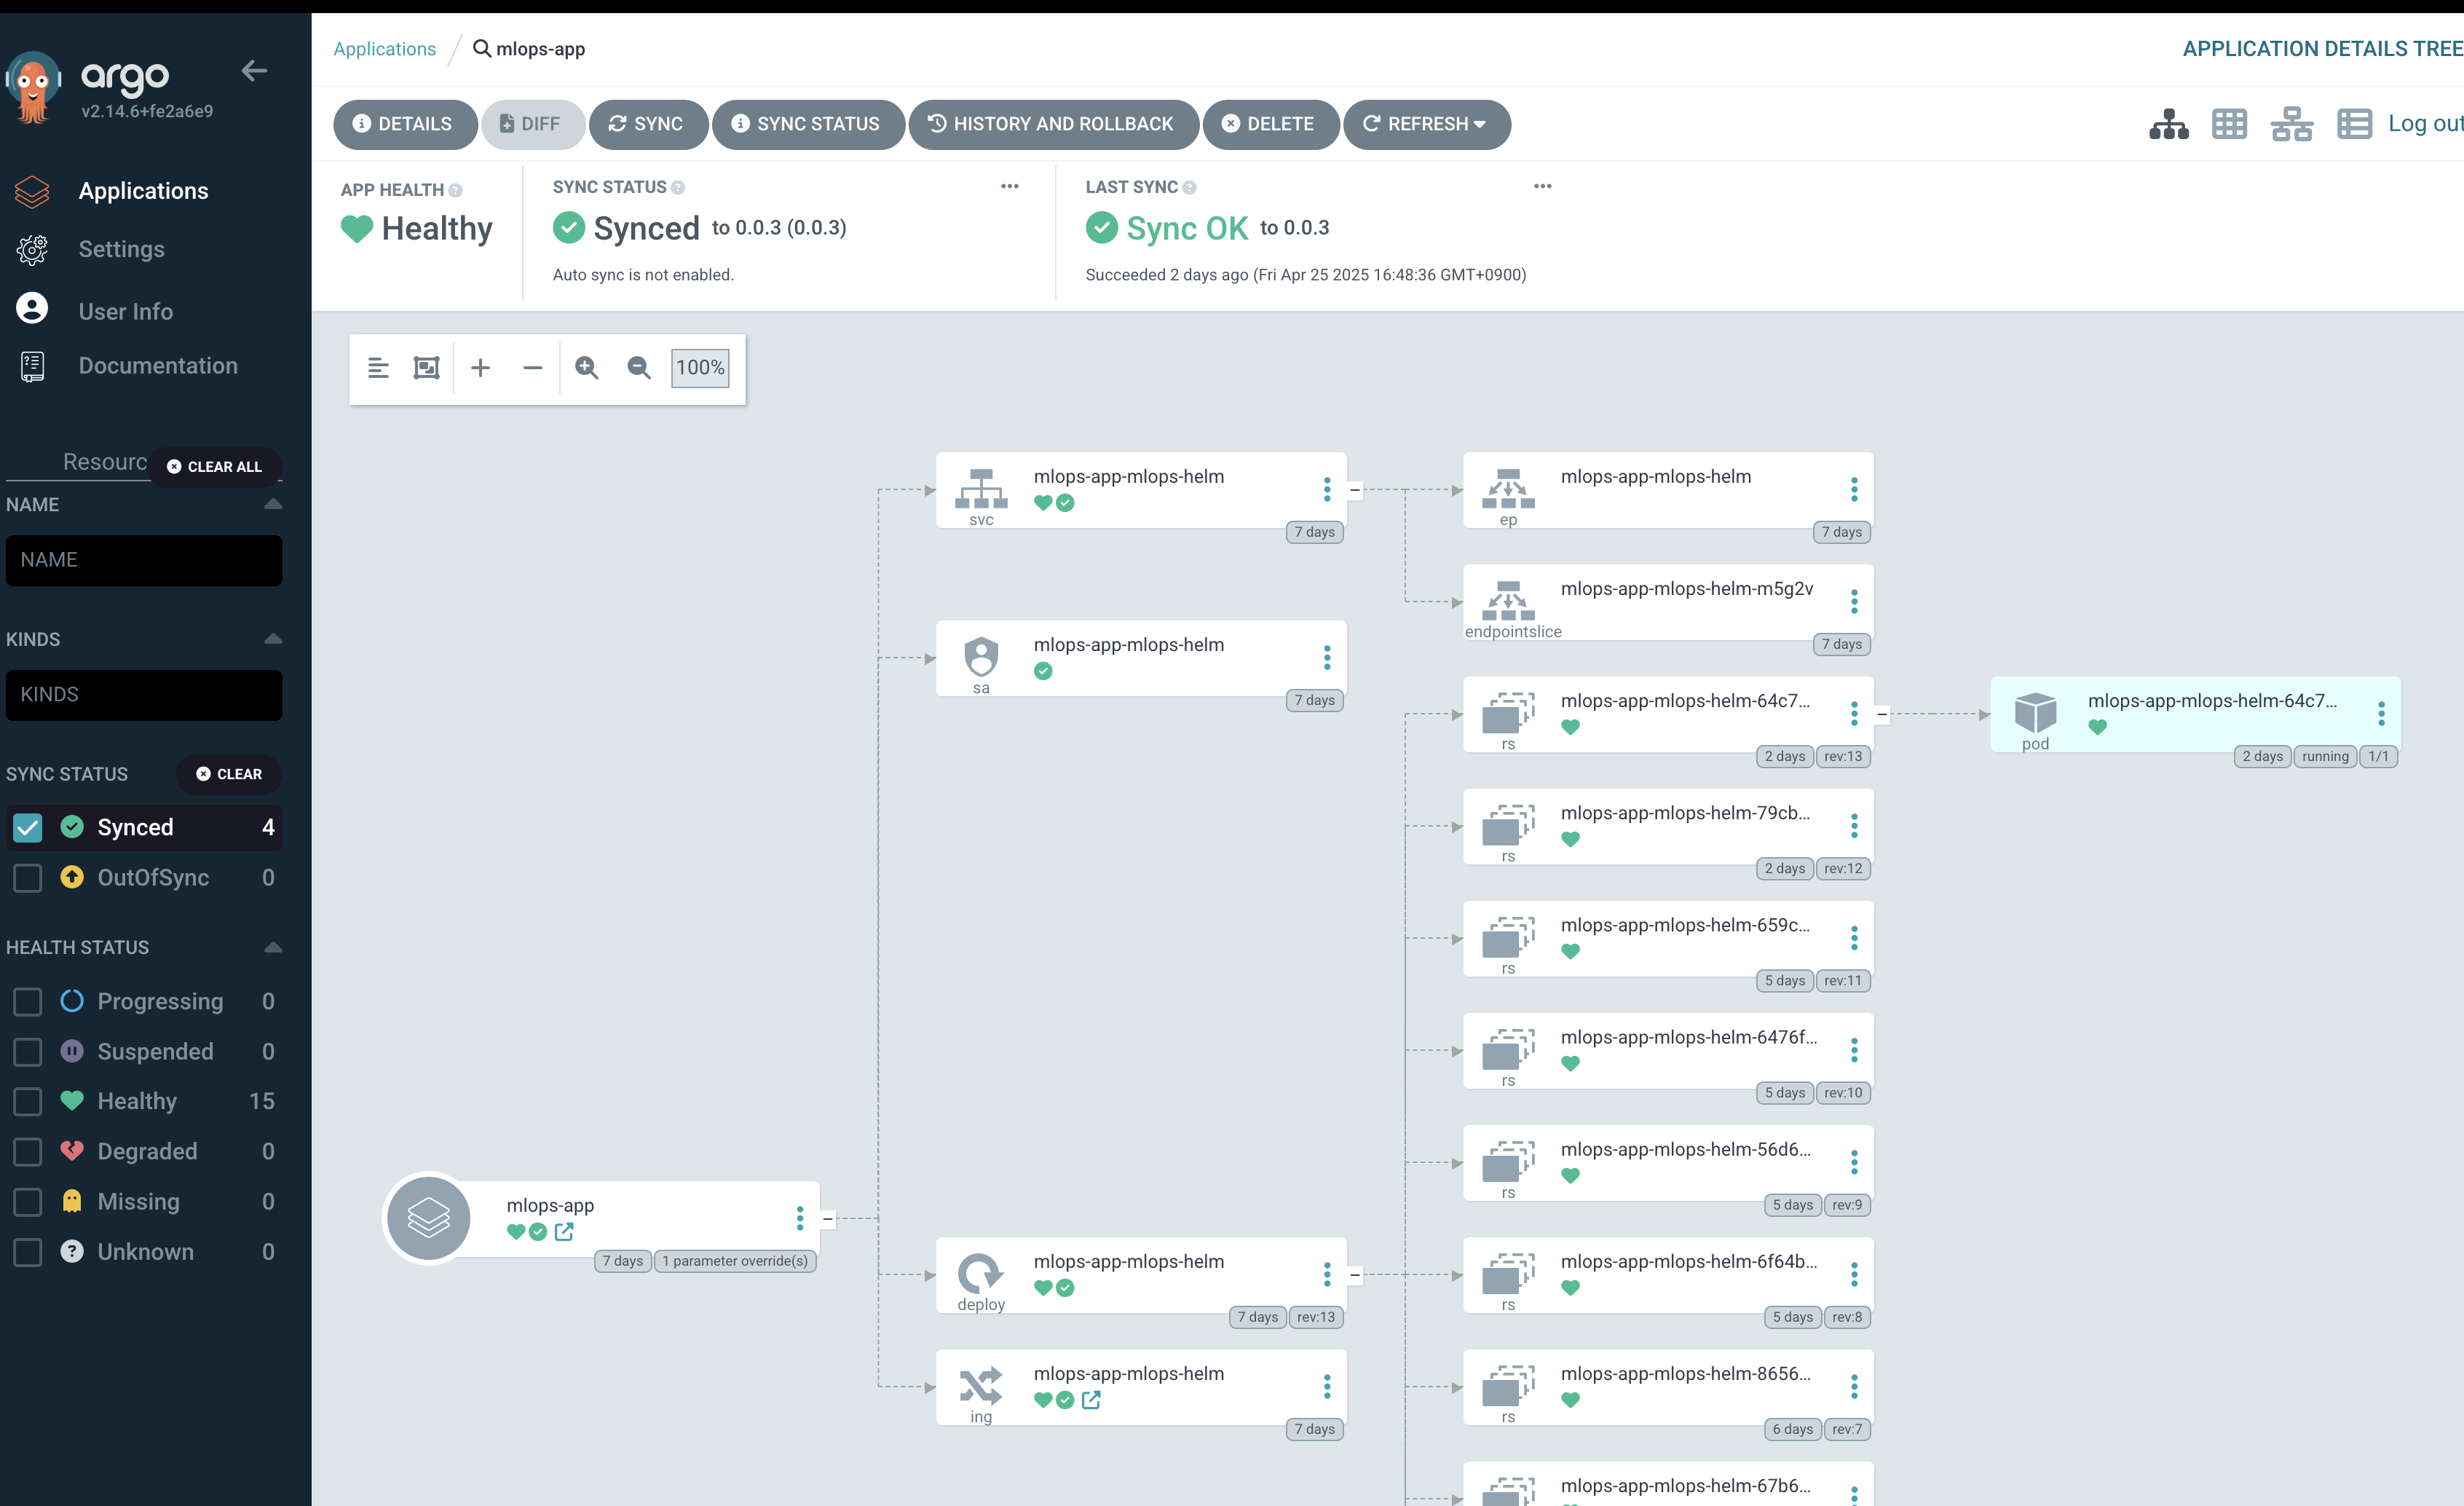 argo
v2.14.6+fe2a6e9
Applications
Settings
User Info
Documentation
Resourc
CLEAR ALL
NAME
NAME
KINDS
KINDS
SYNC STATUS
CLEAR
Synced 4
OutOfSync 0
HEALTH STATUS
Progressing 0
Suspended 0
Healthy 15
Degraded 0
Missing 0
Unknown 0
Applications / mlops-app
APPLICATION DETAILS TREE
DETAILS
DIFF
SYNC
SYNC STATUS
HISTORY AND ROLLBACK
DELETE
REFRESH
Log out
APP HEALTH
Healthy
SYNC STATUS
Synced to 0.0.3 (0.0.3)
Auto sync is not enabled.
LAST SYNC
Sync OK to 0.0.3
Succeeded 2 days ago (Fri Apr 25 2025 16:48:36 GMT+0900)
100%
mlops-app
7 days
1 parameter override(s)
mlops-app-mlops-helm
svc
7 days
mlops-app-mlops-helm
sa
7 days
mlops-app-mlops-helm
deploy
7 days
rev:13
mlops-app-mlops-helm
ing
7 days
mlops-app-mlops-helm
ep
7 days
mlops-app-mlops-helm-m5g2v
endpointslice
7 days
mlops-app-mlops-helm-64c7...
rs
2 days
rev:13
mlops-app-mlops-helm-79cb...
rs
2 days
rev:12
mlops-app-mlops-helm-659c...
rs
5 days
rev:11
mlops-app-mlops-helm-6476f...
rs
5 days
rev:10
mlops-app-mlops-helm-56d6...
rs
5 days
rev:9
mlops-app-mlops-helm-6f64b...
rs
5 days
rev:8
mlops-app-mlops-helm-8656...
rs
6 days
rev:7
mlops-app-mlops-helm-67b6...
mlops-app-mlops-helm-64c7...
pod
2 days
running
1/1